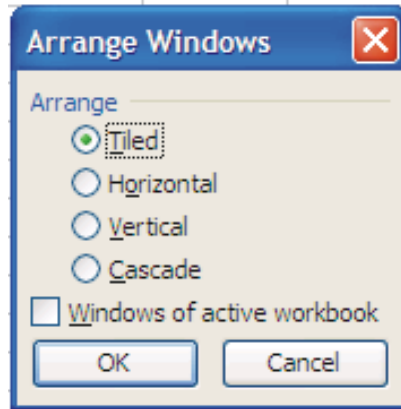 Arrange Windows
Arrange
Tiled
Horizontal
Vertical
Cascade
Windows of active workbook
OK Cancel